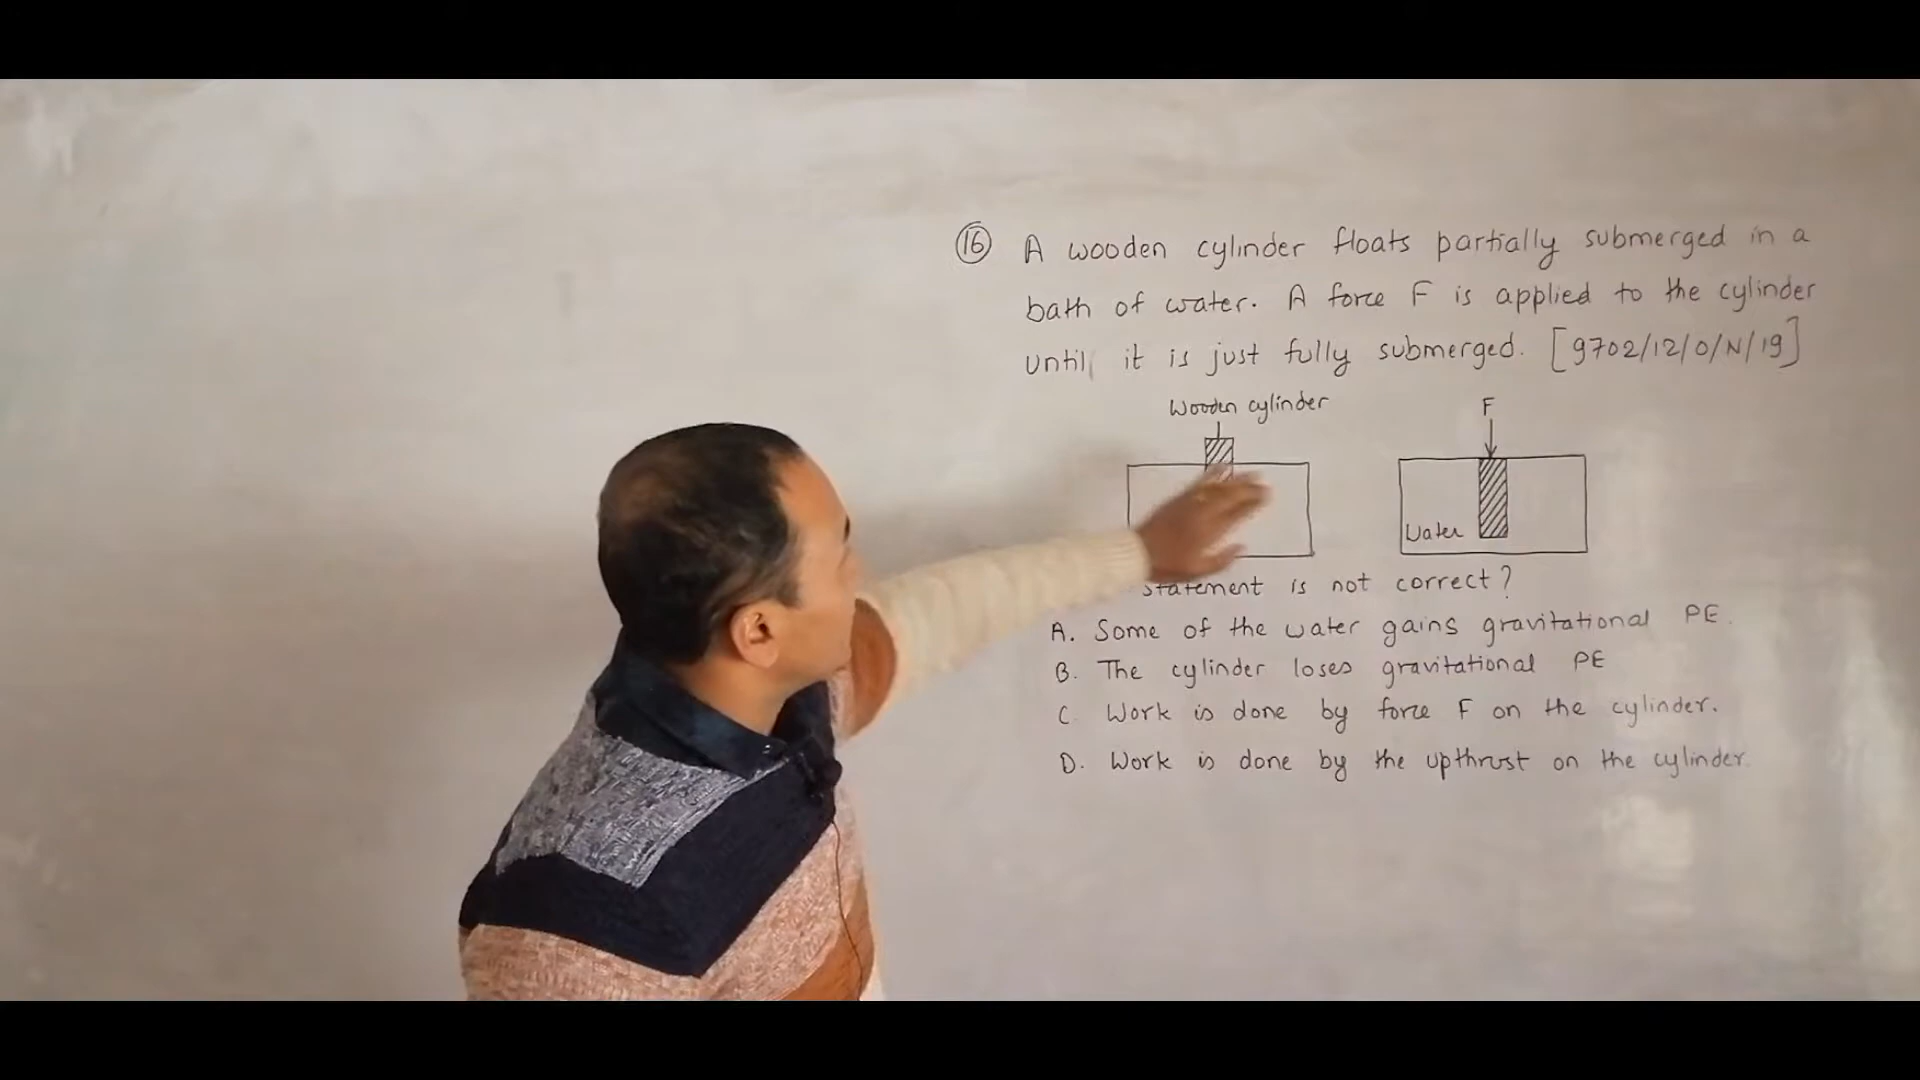 16 A wooden cylinder floats partially submerged in a
bath of water. A force F is applied to the cylinder
until it is just fully submerged. [9702/12/O/N/19]
Wooden cylinder
F
Water
statement is not correct?
A. Some of the water gains gravitational PE.
B. The cylinder loses gravitational PE
C. Work is done by force F on the cylinder.
D. Work is done by the upthrust on the cylinder.